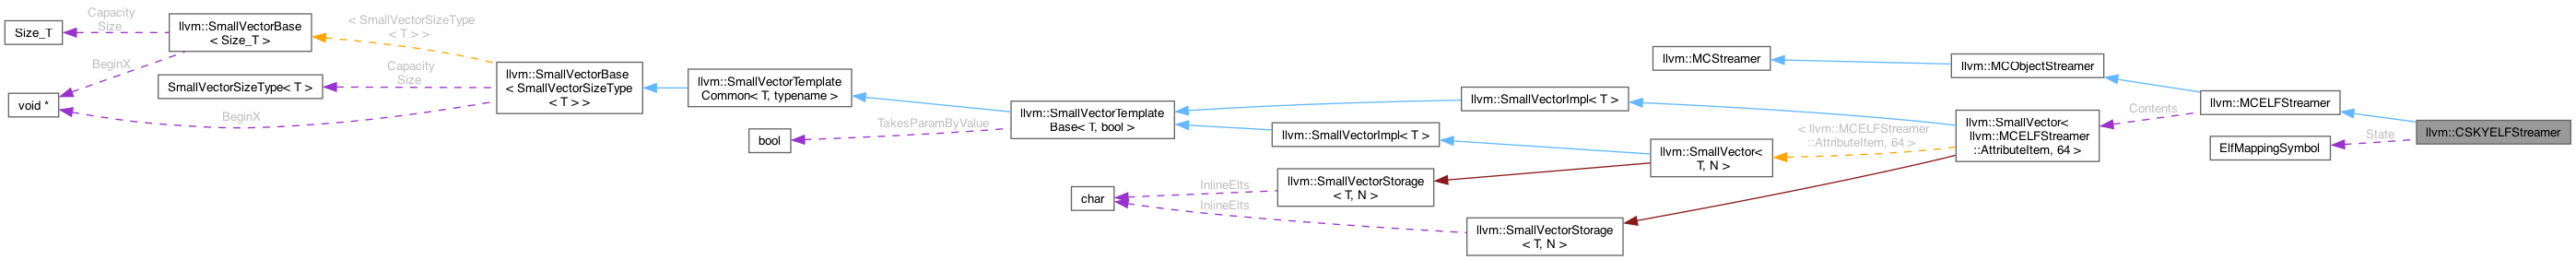 Size_T
Capacity
Size
llvm::SmallVectorBase
< Size_T >
< SmallVectorSizeType
< T > >
BeginX
SmallVectorSizeType< T >
void *
Capacity
Size
BeginX
llvm::SmallVectorBase
< SmallVectorSizeType
< T > >
llvm::SmallVectorTemplate
Common< T, typename >
bool
TakesParamByValue
llvm::SmallVectorTemplate
Base< T, bool >
char
llvm::SmallVectorImpl< T >
llvm::SmallVectorImpl< T >
InlineElts
InlineElts
llvm::SmallVectorStorage
< T, N >
llvm::SmallVectorStorage
< T, N >
llvm::MCStreamer
llvm::SmallVector<
T, N >
< llvm::MCELFStreamer
::AttributeItem, 64 >
llvm::MCObjectStreamer
llvm::SmallVector<
llvm::MCELFStreamer
::AttributeItem, 64 >
Contents
llvm::MCELFStreamer
ElfMappingSymbol
State
llvm::CSKYELFStreamer